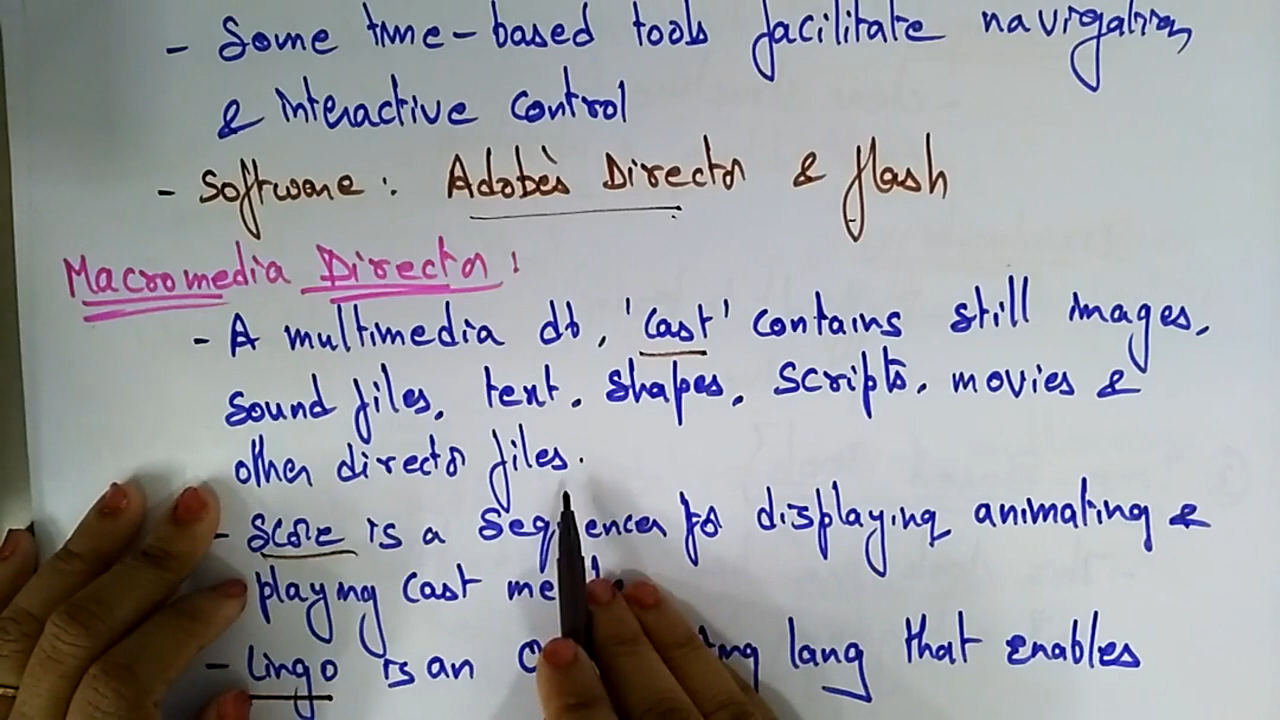 - Some time-based tools facilitate navigation
& interactive control
- Software: Adobe's Director & flash
Macromedia Director:
- A multimedia db, 'cast' contains still images,
sound files, text, shapes, scripts, movies &
other director files.
- Score is a sequencer for displaying animating &
playing cast
- Lingo is an lang that enables